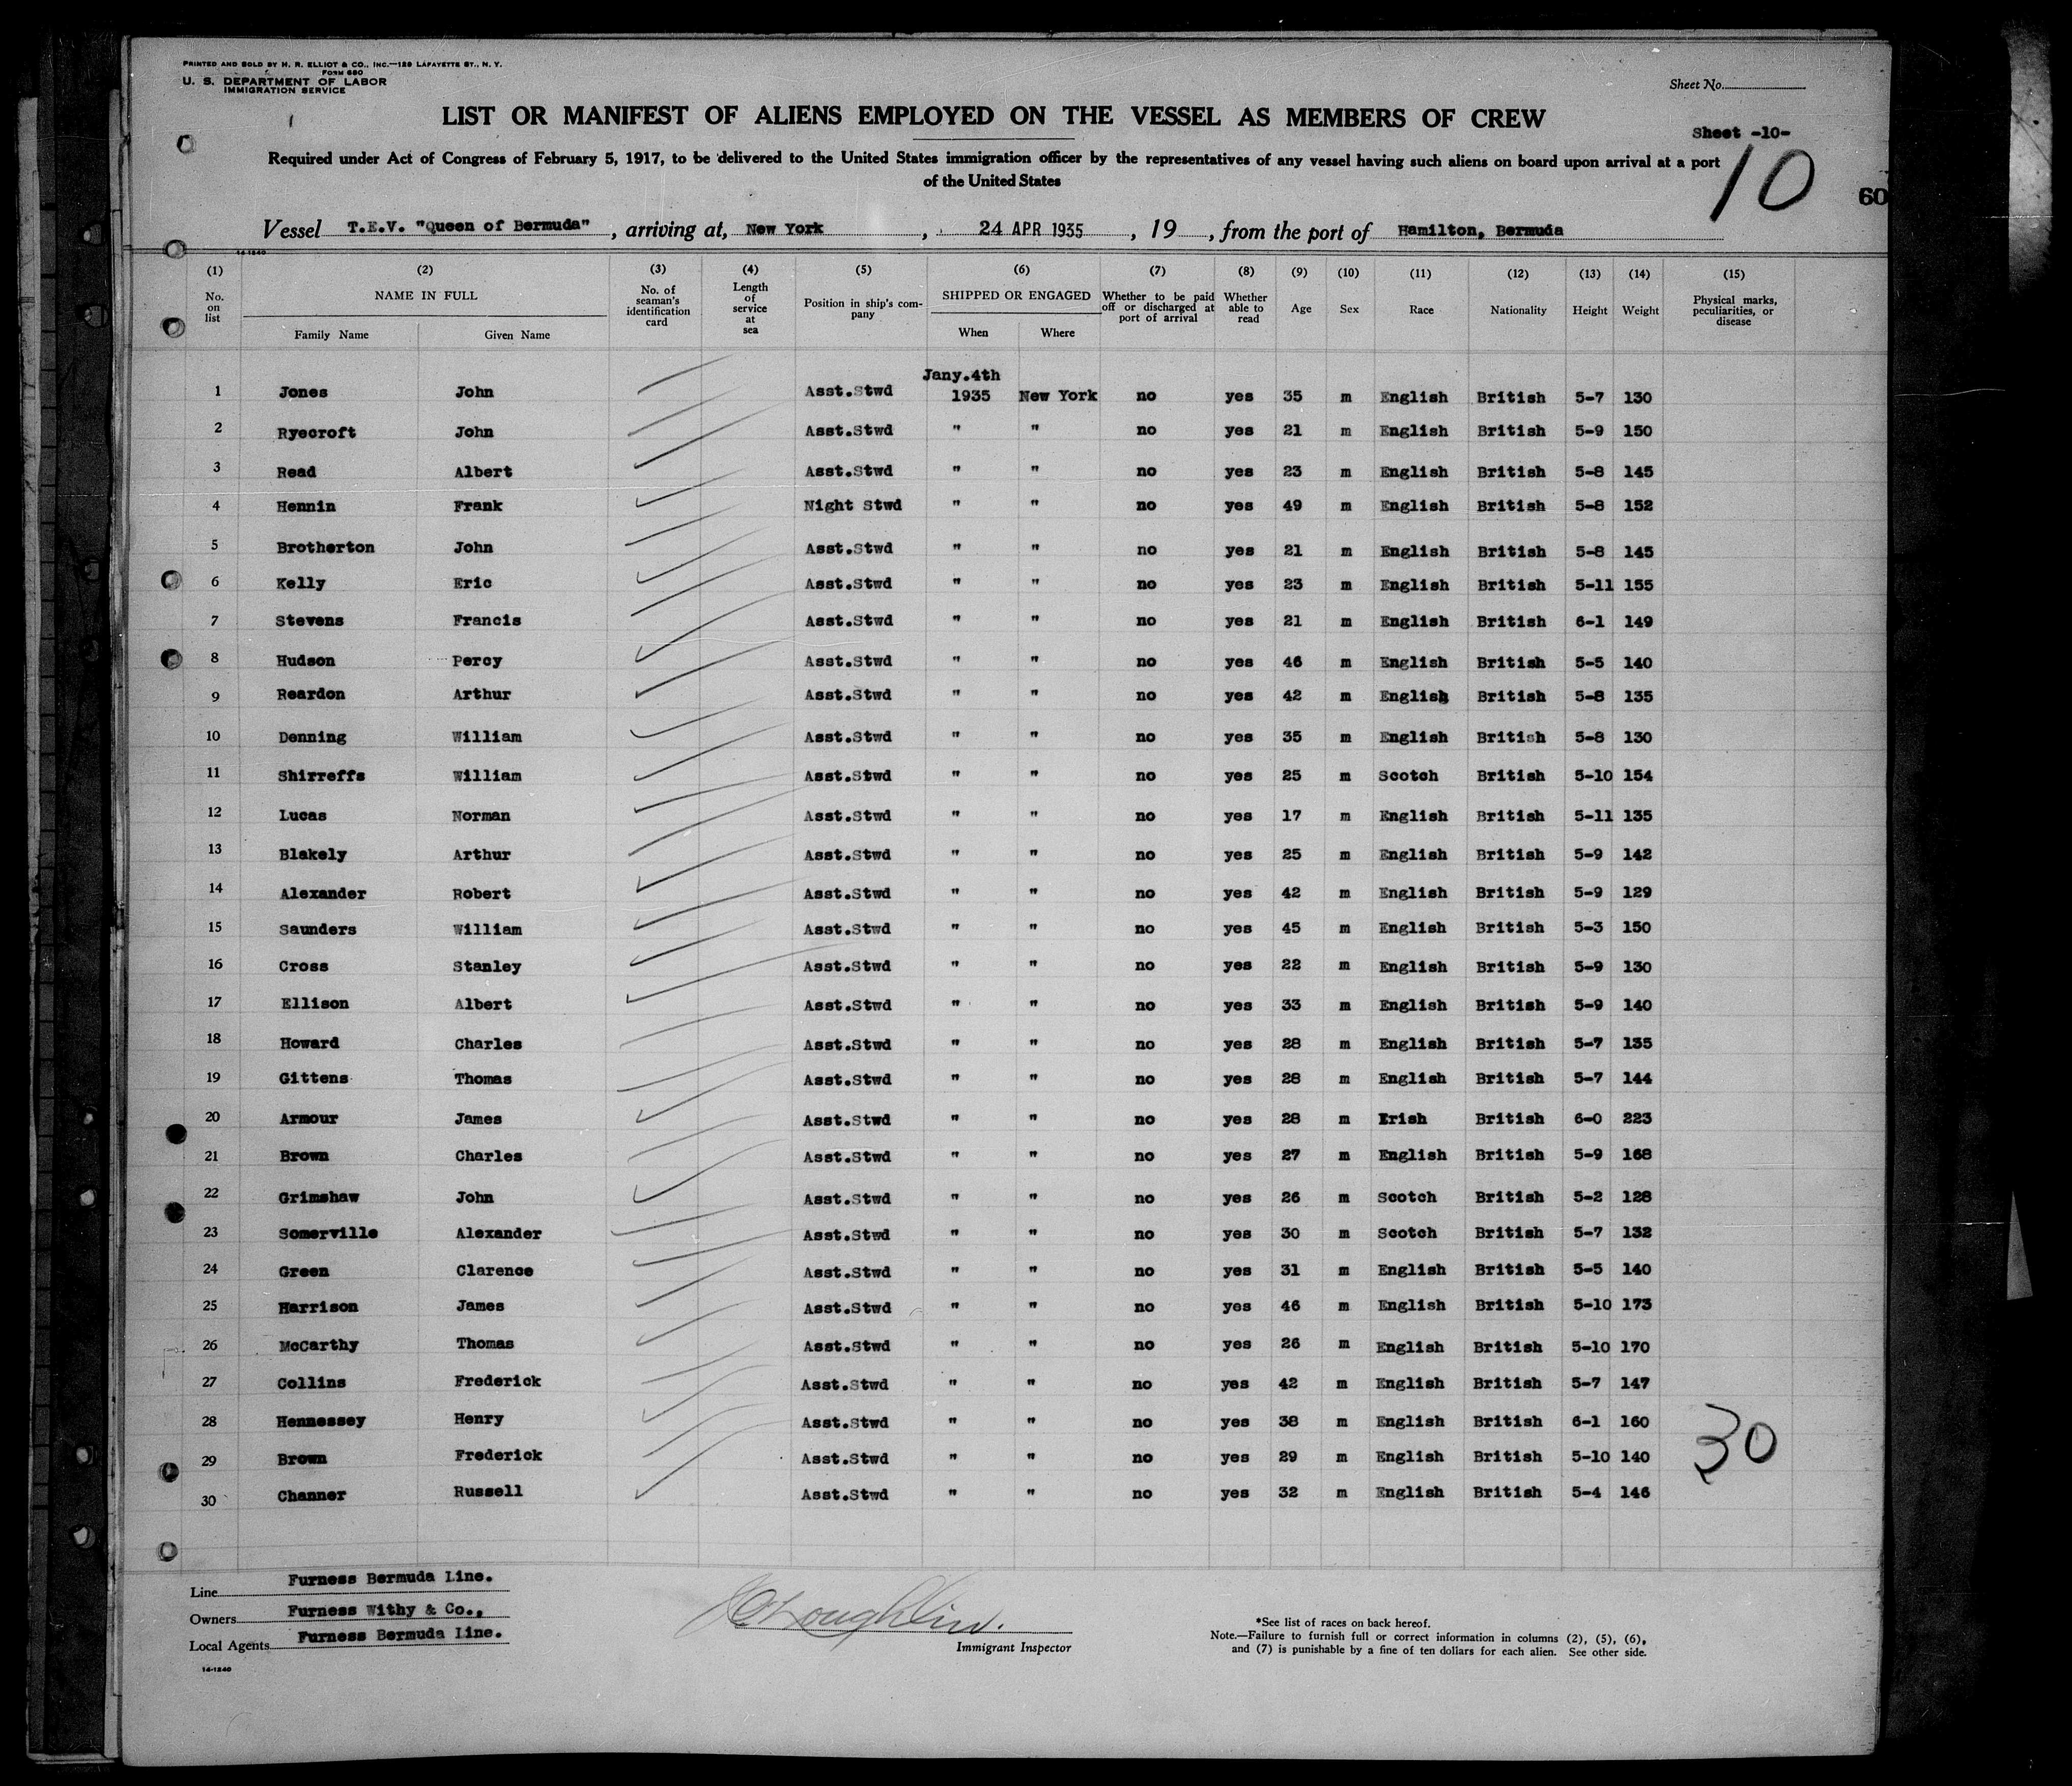 PRINTED AND SOLD BY H. R. ELLIOT & CO., INC.—129 LAFAYETTE ST., N. Y.
FORM 680
U. S. DEPARTMENT OF LABOR
IMMIGRATION SERVICE
Sheet No.
LIST OR MANIFEST OF ALIENS EMPLOYED ON THE VESSEL AS MEMBERS OF CREW
Sheet -10-
10
Required under Act of Congress of February 5, 1917, to be delivered to the United States immigration officer by the representatives of any vessel having such aliens on board upon arrival at a port
of the United States
60
Vessel T.E.V. "Queen of Bermuda", arriving at, New York, 24 APR 1935, 19, from the port of Hamilton, Bermuda
14-1240
(1) (2) (3) (4) (5) (6) (7) (8) (9) (10) (11) (12) (13) (14) (15)
No. on list NAME IN FULL Family Name Given Name No. of seaman's identification card Length of service at sea Position in ship's company SHIPPED OR ENGAGED When Where Whether to be paid off or discharged at port of arrival Whether able to read Age Sex Race Nationality Height Weight Physical marks, peculiarities, or disease
1 Jones John Asst.Stwd Jany.4th 1935 New York no yes 35 m English British 5-7 130
2 Ryecroft John Asst.Stwd " " no yes 21 m English British 5-9 150
3 Read Albert Asst.Stwd " " no yes 23 m English British 5-8 145
4 Hennin Frank Night Stwd " " no yes 49 m English British 5-8 152
5 Brotherton John Asst.Stwd " " no yes 21 m English British 5-8 145
6 Kelly Eric Asst.Stwd " " no yes 23 m English British 5-11 155
7 Stevens Francis Asst.Stwd " " no yes 21 m English British 6-1 149
8 Hudson Percy Asst.Stwd " " no yes 46 m English British 5-5 140
9 Reardon Arthur Asst.Stwd " " no yes 42 m English British 5-8 135
10 Denning William Asst.Stwd " " no yes 35 m English British 5-8 130
11 Shirreffs William Asst.Stwd " " no yes 25 m Scotch British 5-10 154
12 Lucas Norman Asst.Stwd " " no yes 17 m English British 5-11 135
13 Blakely Arthur Asst.Stwd " " no yes 25 m English British 5-9 142
14 Alexander Robert Asst.Stwd " " no yes 42 m English British 5-9 129
15 Saunders William Asst.Stwd " " no yes 45 m English British 5-3 150
16 Cross Stanley Asst.Stwd " " no yes 22 m English British 5-9 130
17 Ellison Albert Asst.Stwd " " no yes 33 m English British 5-9 140
18 Howard Charles Asst.Stwd " " no yes 28 m English British 5-7 135
19 Gittens Thomas Asst.Stwd " " no yes 28 m English British 5-7 144
20 Armour James Asst.Stwd " " no yes 28 m Irish British 6-0 223
21 Brown Charles Asst.Stwd " " no yes 27 m English British 5-9 168
22 Grimshaw John Asst.Stwd " " no yes 26 m Scotch British 5-2 128
23 Somerville Alexander Asst.Stwd " " no yes 30 m Scotch British 5-7 132
24 Green Clarence Asst.Stwd " " no yes 31 m English British 5-5 140
25 Harrison James Asst.Stwd " " no yes 46 m English British 5-10 173
26 McCarthy Thomas Asst.Stwd " " no yes 26 m English British 5-10 170
27 Collins Frederick Asst.Stwd " " no yes 42 m English British 5-7 147
28 Hennessey Henry Asst.Stwd " " no yes 38 m English British 6-1 160
29 Brown Frederick Asst.Stwd " " no yes 29 m English British 5-10 140
30 Channer Russell Asst.Stwd " " no yes 32 m English British 5-4 146
30
Line Furness Bermuda Line.
Owners Furness Withy & Co.,
Local Agents Furness Bermuda Line.
14-1240
Immigrant Inspector
*See list of races on back hereof.
Note.—Failure to furnish full or correct information in columns (2), (5), (6),
and (7) is punishable by a fine of ten dollars for each alien. See other side.